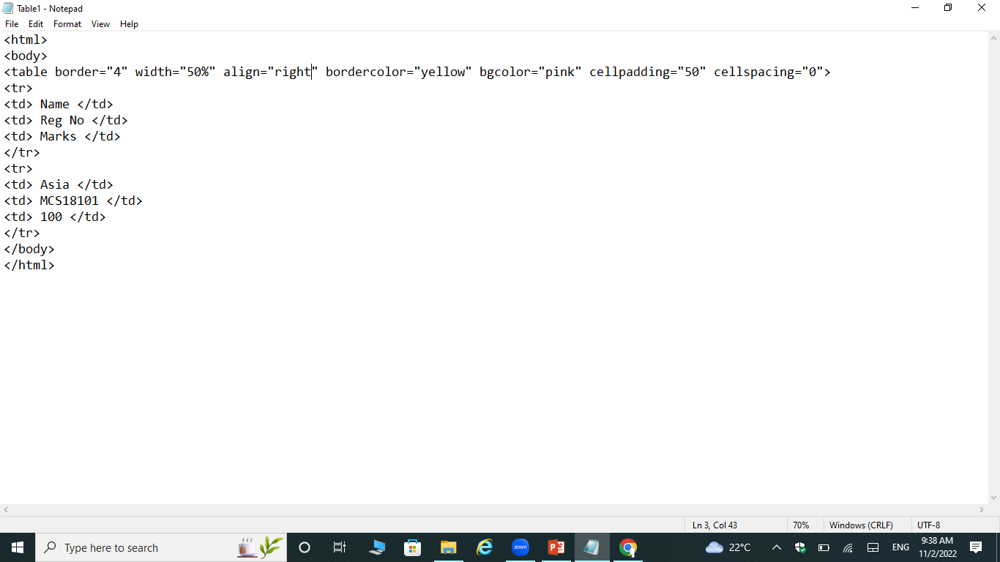 Table1 - Notepad
File Edit Format View Help
<html>
<body>
<table border="4" width="50%" align="right" bordercolor="yellow" bgcolor="pink" cellpadding="50" cellspacing="0">
<tr>
<td> Name </td>
<td> Reg No </td>
<td> Marks </td>
</tr>
<tr>
<td> Asia </td>
<td> MCS18101 </td>
<td> 100 </td>
</tr>
</body>
</html>
Ln 3, Col 43 70% Windows (CRLF) UTF-8
Type here to search zoom 22°C ENG 9:38 AM
11/2/2022